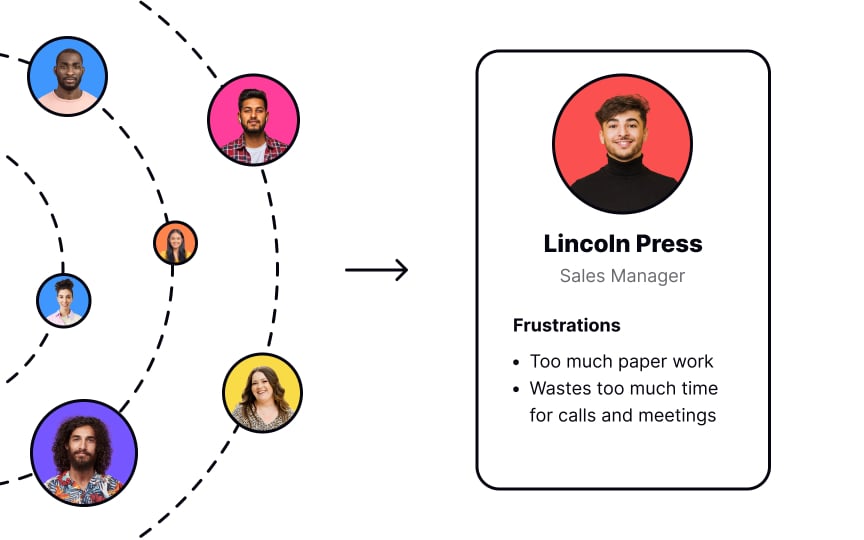 Lincoln Press
Sales Manager
Frustrations
• Too much paper work
• Wastes too much time
for calls and meetings